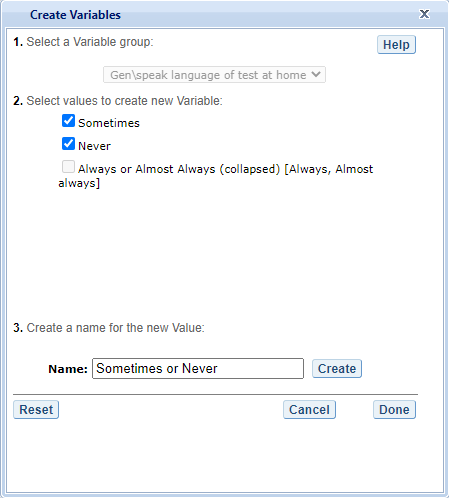 Create Variables X
1. Select a Variable group:
Help
Gen\speak language of test at home
2. Select values to create new Variable:
Sometimes
Never
Always or Almost Always (collapsed) [Always, Almost
always]
3. Create a name for the new Value:
Name: Sometimes or Never Create
Reset Cancel Done